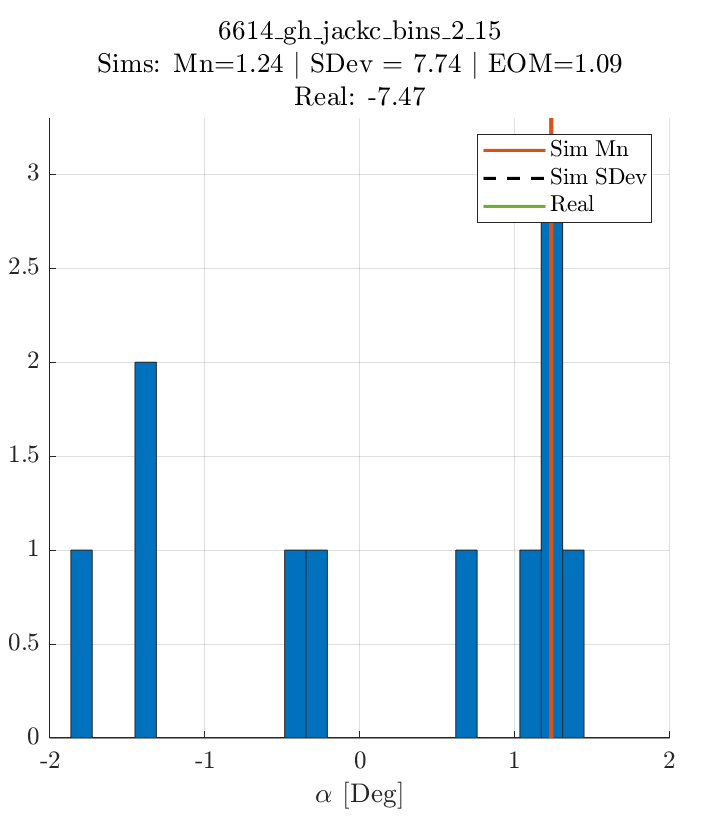 6614_gh_jackc_bins_2_15
Sims: Mn=1.24 | SDev = 7.74 | EOM=1.09
Real: -7.47
Sim Mn
Sim SDev
Real
3
2.5
2
1.5
1
0.5
0
-2
-1
0
1
2
α [Deg]